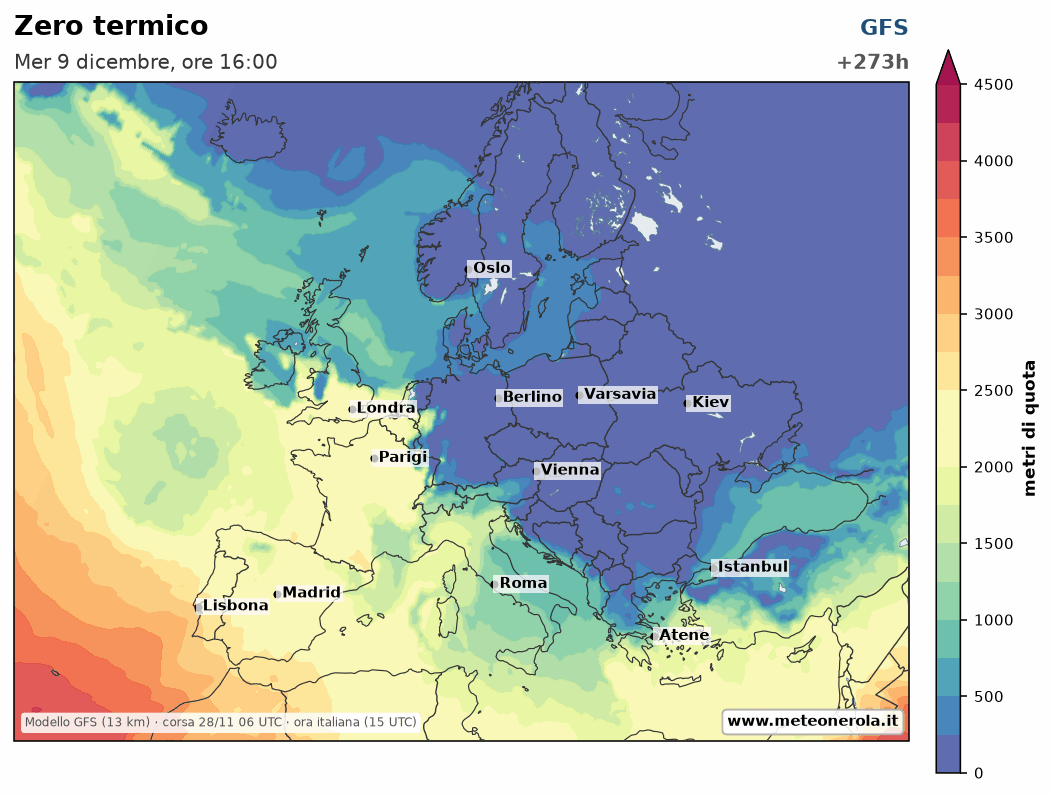 Zero termico
GFS
Mer 9 dicembre, ore 16:00
+273h
4500
4000
3500
3000
2500
2000
1500
1000
500
0
metri di quota
Oslo
Berlino
Varsavia
Kiev
Londra
Parigi
Vienna
Istanbul
Roma
Madrid
Lisbona
Atene
Modello GFS (13 km) · corsa 28/11 06 UTC · ora italiana (15 UTC)
www.meteonerola.it